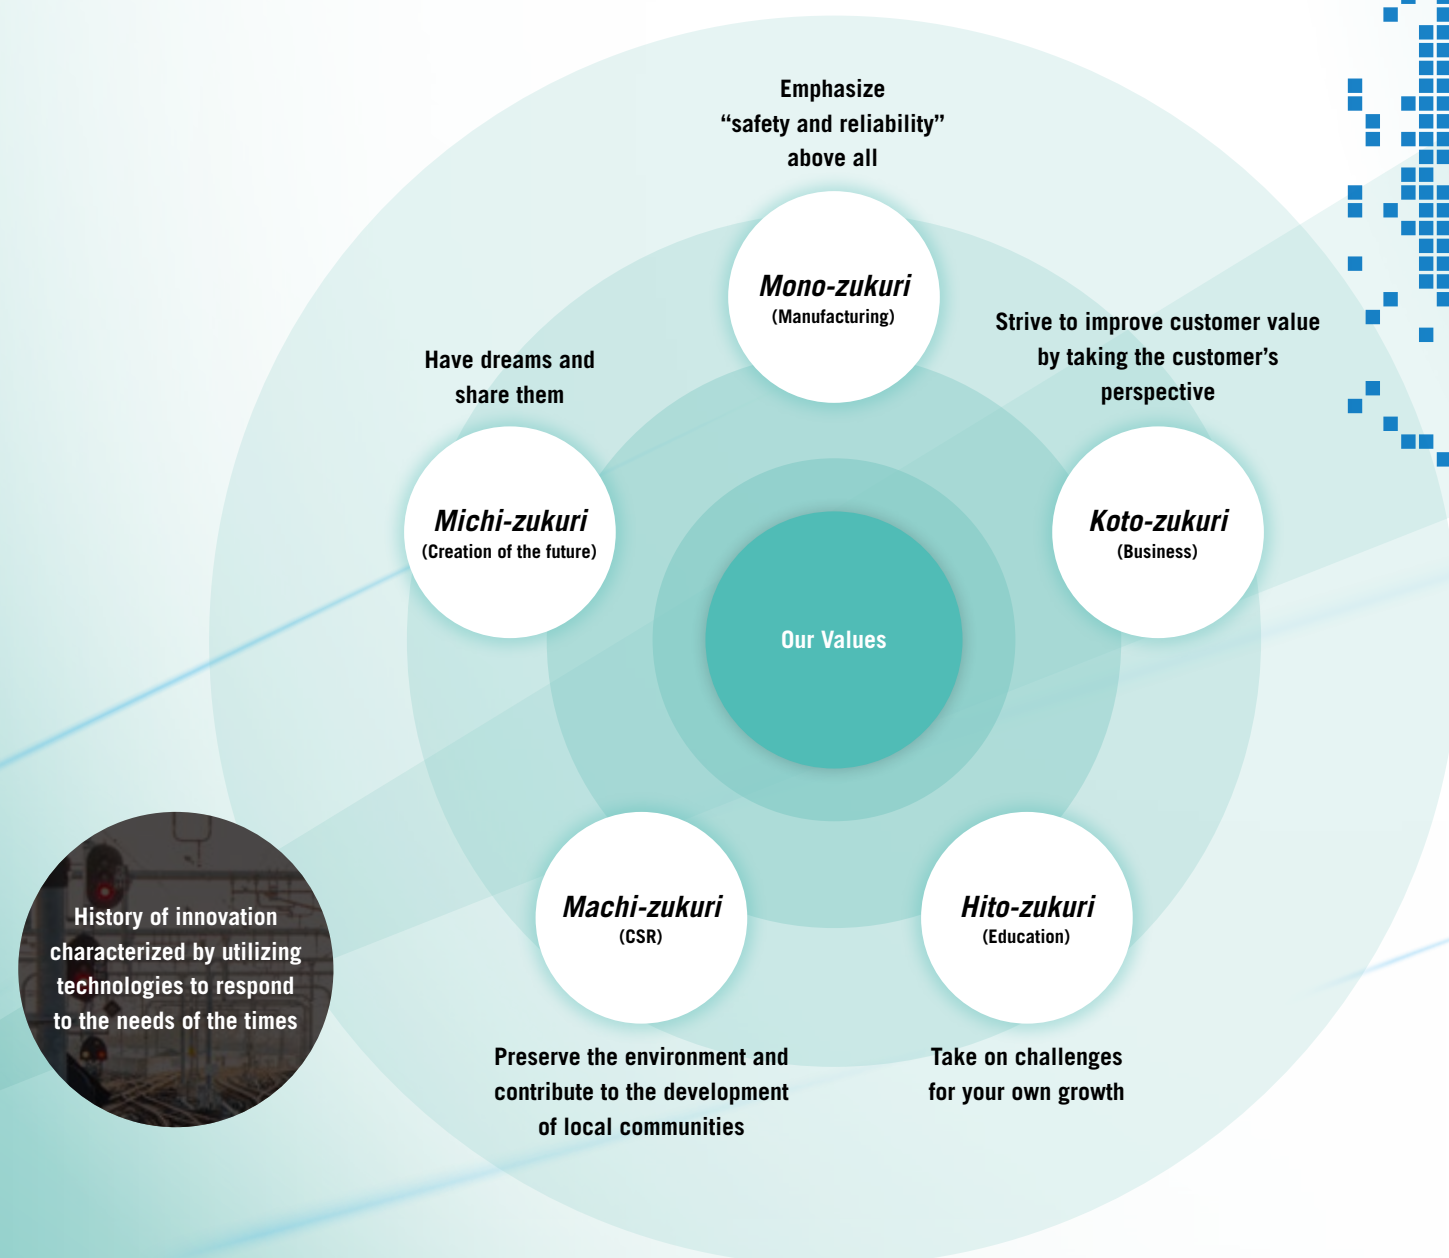 Emphasize
“safety and reliability”
above all
Mono-zukuri
(Manufacturing)
Strive to improve customer value
by taking the customer’s
perspective
Koto-zukuri
(Business)
Have dreams and
share them
Michi-zukuri
(Creation of the future)
Our Values
Machi-zukuri
(CSR)
Preserve the environment and
contribute to the development
of local communities
Hito-zukuri
(Education)
Take on challenges
for your own growth
History of innovation
characterized by utilizing
technologies to respond
to the needs of the times